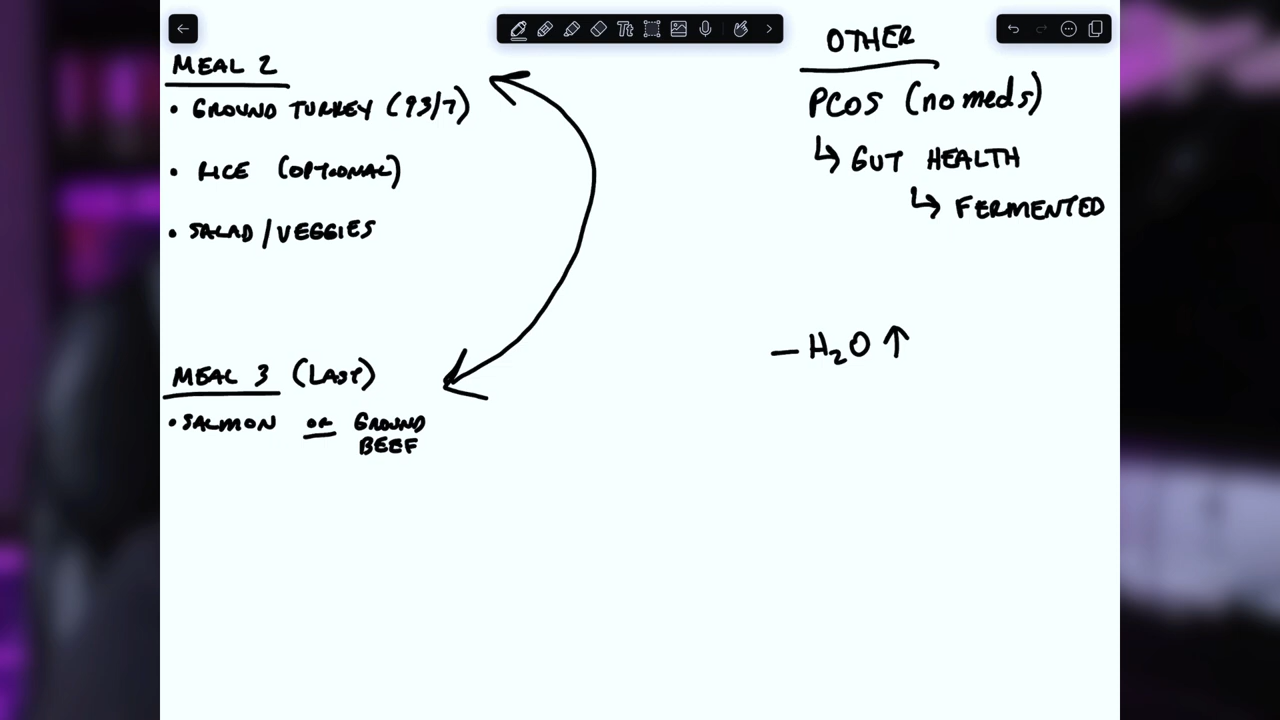 MEAL 2
• GROUND TURKEY (93/7)
• RICE (OPTIONAL)
• SALAD/VEGGIES
MEAL 3 (LAST)
• SALMON OR GROUND
BEEF
OTHER
PCOS (no meds)
↳ GUT HEALTH
↳ FERMENTED
– H₂O ↑